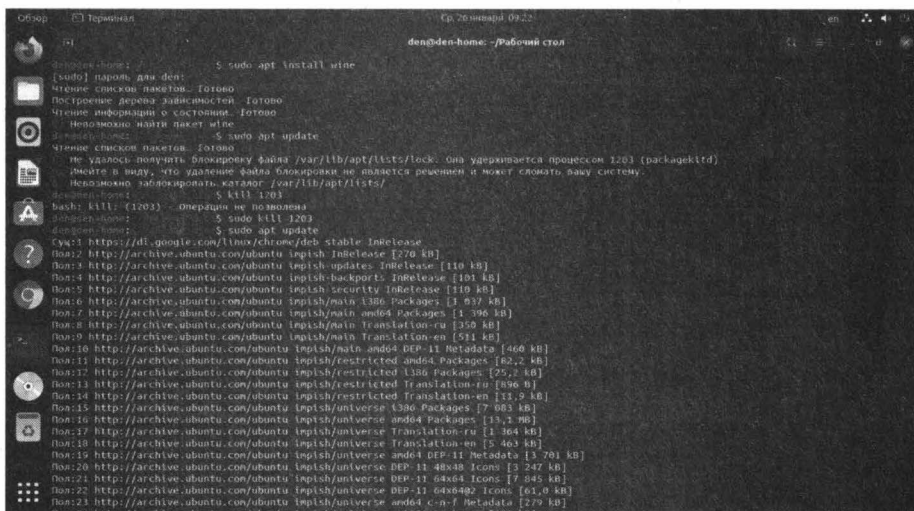 Обзор Терминал Ср, 26 января 09:22 en
den@den-home: ~/Рабочий стол
den@den-home: $ sudo apt install wine
[sudo] пароль для den:
Чтение списков пакетов… Готово
Построение дерева зависимостей… Готово
Чтение информации о состоянии… Готово
Невозможно найти пакет wine
den@den-home: $ sudo apt update
Чтение списков пакетов… Готово
Не удалось получить блокировку файла /var/lib/apt/lists/lock. Она удерживается процессом 1203 (packagekitd)
Имейте в виду, что удаление файла блокировки не является решением и может сломать вашу систему.
Невозможно заблокировать каталог /var/lib/apt/lists/
den@den-home: $ kill 1203
bash: kill: (1203) - Операция не позволена
den@den-home: $ sudo kill 1203
den@den-home: $ sudo apt update
Сущ:1 https://dl.google.com/linux/chrome/deb stable InRelease
Пол:2 http://archive.ubuntu.com/ubuntu impish InRelease [270 kB]
Пол:3 http://archive.ubuntu.com/ubuntu impish-updates InRelease [110 kB]
Пол:4 http://archive.ubuntu.com/ubuntu impish-backports InRelease [101 kB]
Пол:5 http://archive.ubuntu.com/ubuntu impish-security InRelease [110 kB]
Пол:6 http://archive.ubuntu.com/ubuntu impish/main i386 Packages [1 037 kB]
Пол:7 http://archive.ubuntu.com/ubuntu impish/main amd64 Packages [1 396 kB]
Пол:8 http://archive.ubuntu.com/ubuntu impish/main Translation-ru [350 kB]
Пол:9 http://archive.ubuntu.com/ubuntu impish/main Translation-en [511 kB]
Пол:10 http://archive.ubuntu.com/ubuntu impish/main amd64 DEP-11 Metadata [460 kB]
Пол:11 http://archive.ubuntu.com/ubuntu impish/restricted amd64 Packages [82,2 kB]
Пол:12 http://archive.ubuntu.com/ubuntu impish/restricted i386 Packages [25,2 kB]
Пол:13 http://archive.ubuntu.com/ubuntu impish/restricted Translation-ru [896 B]
Пол:14 http://archive.ubuntu.com/ubuntu impish/restricted Translation-en [11,9 kB]
Пол:15 http://archive.ubuntu.com/ubuntu impish/universe i386 Packages [7 083 kB]
Пол:16 http://archive.ubuntu.com/ubuntu impish/universe amd64 Packages [13,1 MB]
Пол:17 http://archive.ubuntu.com/ubuntu impish/universe Translation-ru [1 364 kB]
Пол:18 http://archive.ubuntu.com/ubuntu impish/universe Translation-en [5 463 kB]
Пол:19 http://archive.ubuntu.com/ubuntu impish/universe amd64 DEP-11 Metadata [3 701 kB]
Пол:20 http://archive.ubuntu.com/ubuntu impish/universe DEP-11 48x48 Icons [3 247 kB]
Пол:21 http://archive.ubuntu.com/ubuntu impish/universe DEP-11 64x64 Icons [7 845 kB]
Пол:22 http://archive.ubuntu.com/ubuntu impish/universe DEP-11 64x64@2 Icons [61,0 kB]
Пол:23 http://archive.ubuntu.com/ubuntu impish/universe amd64 c-n-f Metadata [279 kB]